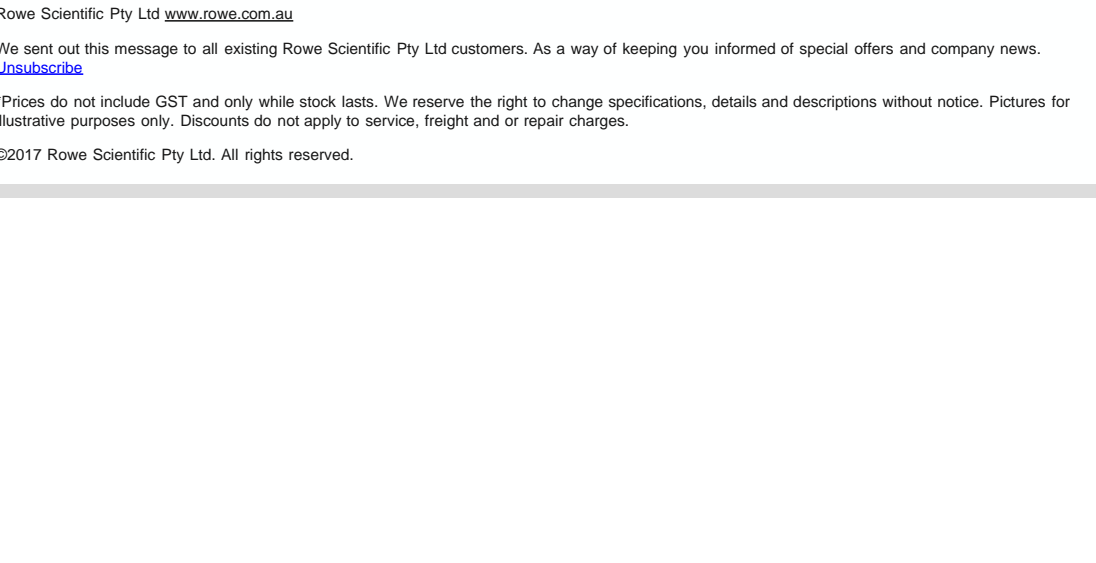 Rowe Scientific Pty Ltd www.rowe.com.au
We sent out this message to all existing Rowe Scientific Pty Ltd customers. As a way of keeping you informed of special offers and company news.
Unsubscribe
*Prices do not include GST and only while stock lasts. We reserve the right to change specifications, details and descriptions without notice. Pictures for
illustrative purposes only. Discounts do not apply to service, freight and or repair charges.
©2017 Rowe Scientific Pty Ltd. All rights reserved.